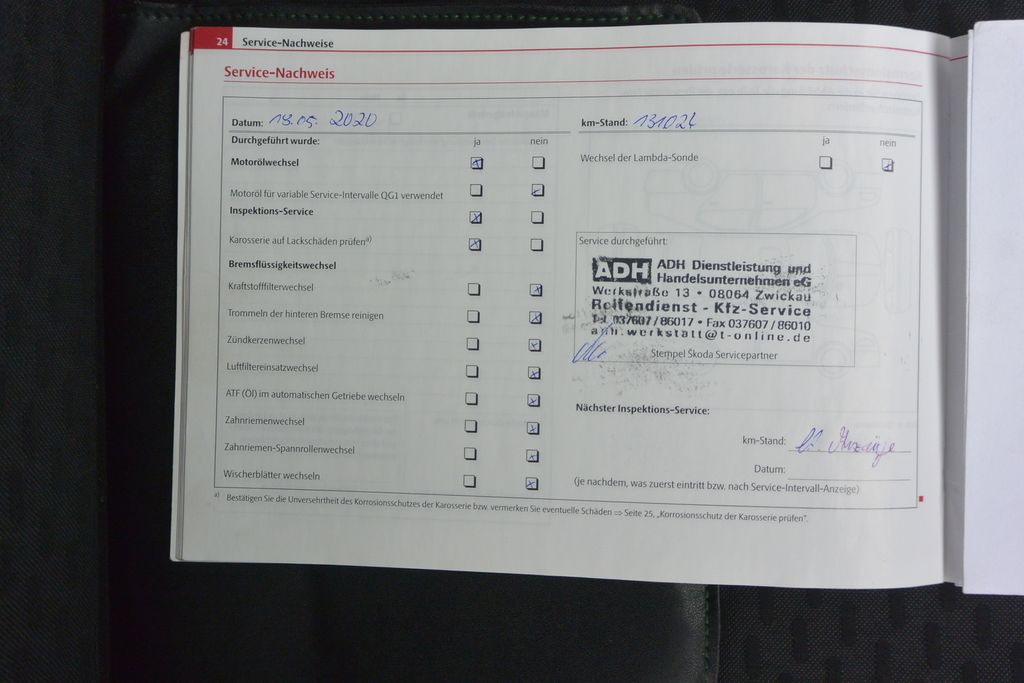 24 Service-Nachweise
Service-Nachweis
Datum: 2020
km-Stand: 131024
Durchgeführt wurde: ja nein
Motorölwechsel
Motoröl für variable Service-Intervalle QG1 verwendet
Inspektions-Service
Karosserie auf Lackschäden prüfen a)
Bremsflüssigkeitswechsel
Kraftstofffilterwechsel
Trommeln der hinteren Bremse reinigen
Zündkerzenwechsel
Luftfiltereinsatzwechsel
ATF (Öl) im automatischen Getriebe wechseln
Zahnriemenwechsel
Zahnriemen-Spannrollenwechsel
Wischerblätter wechseln
ja nein
Wechsel der Lambda-Sonde
Service durchgeführt:
ADH ADH Dienstleistung und
Handelsunternehmen eG
Werkstraße 13 • 08064 Zwickau
Reifendienst - Kfz-Service
Tel. 037607/86017 • Fax 037607/86010
adh.werkstatt@t-online.de
Stempel Škoda Servicepartner
Nächster Inspektions-Service:
km-Stand: Anzeige
Datum:
(je nachdem, was zuerst eintritt bzw. nach Service-Intervall-Anzeige)
a) Bestätigen Sie die Unversehrtheit des Korrosionsschutzes der Karosserie bzw. vermerken Sie eventuelle Schäden ⇒ Seite 25, „Korrosionsschutz der Karosserie prüfen“.